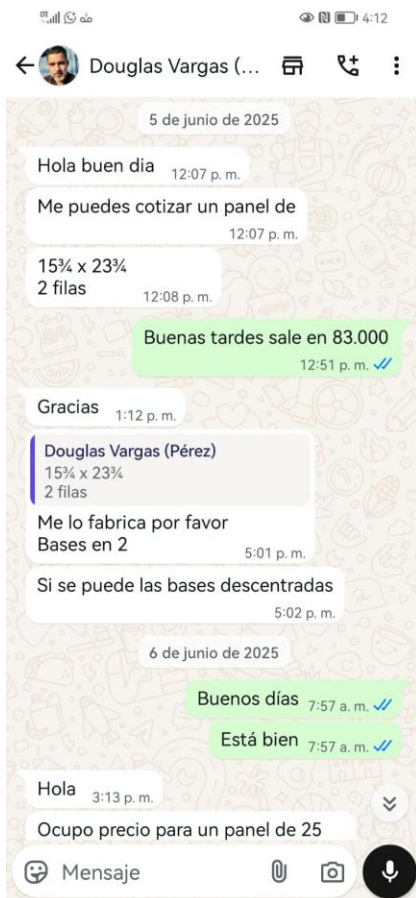 4:12
Douglas Vargas (...
5 de junio de 2025
Hola buen dia 12:07 p. m.
Me puedes cotizar un panel de
12:07 p. m.
15¾ x 23¾
2 filas 12:08 p. m.
Buenas tardes sale en 83.000
12:51 p. m.
Gracias 1:12 p. m.
Douglas Vargas (Pérez)
15¾ x 23¾
2 filas
Me lo fabrica por favor
Bases en 2 5:01 p. m.
Si se puede las bases descentradas
5:02 p. m.
6 de junio de 2025
Buenos días 7:57 a. m.
Está bien 7:57 a. m.
Hola 3:13 p. m.
Ocupo precio para un panel de 25
Mensaje